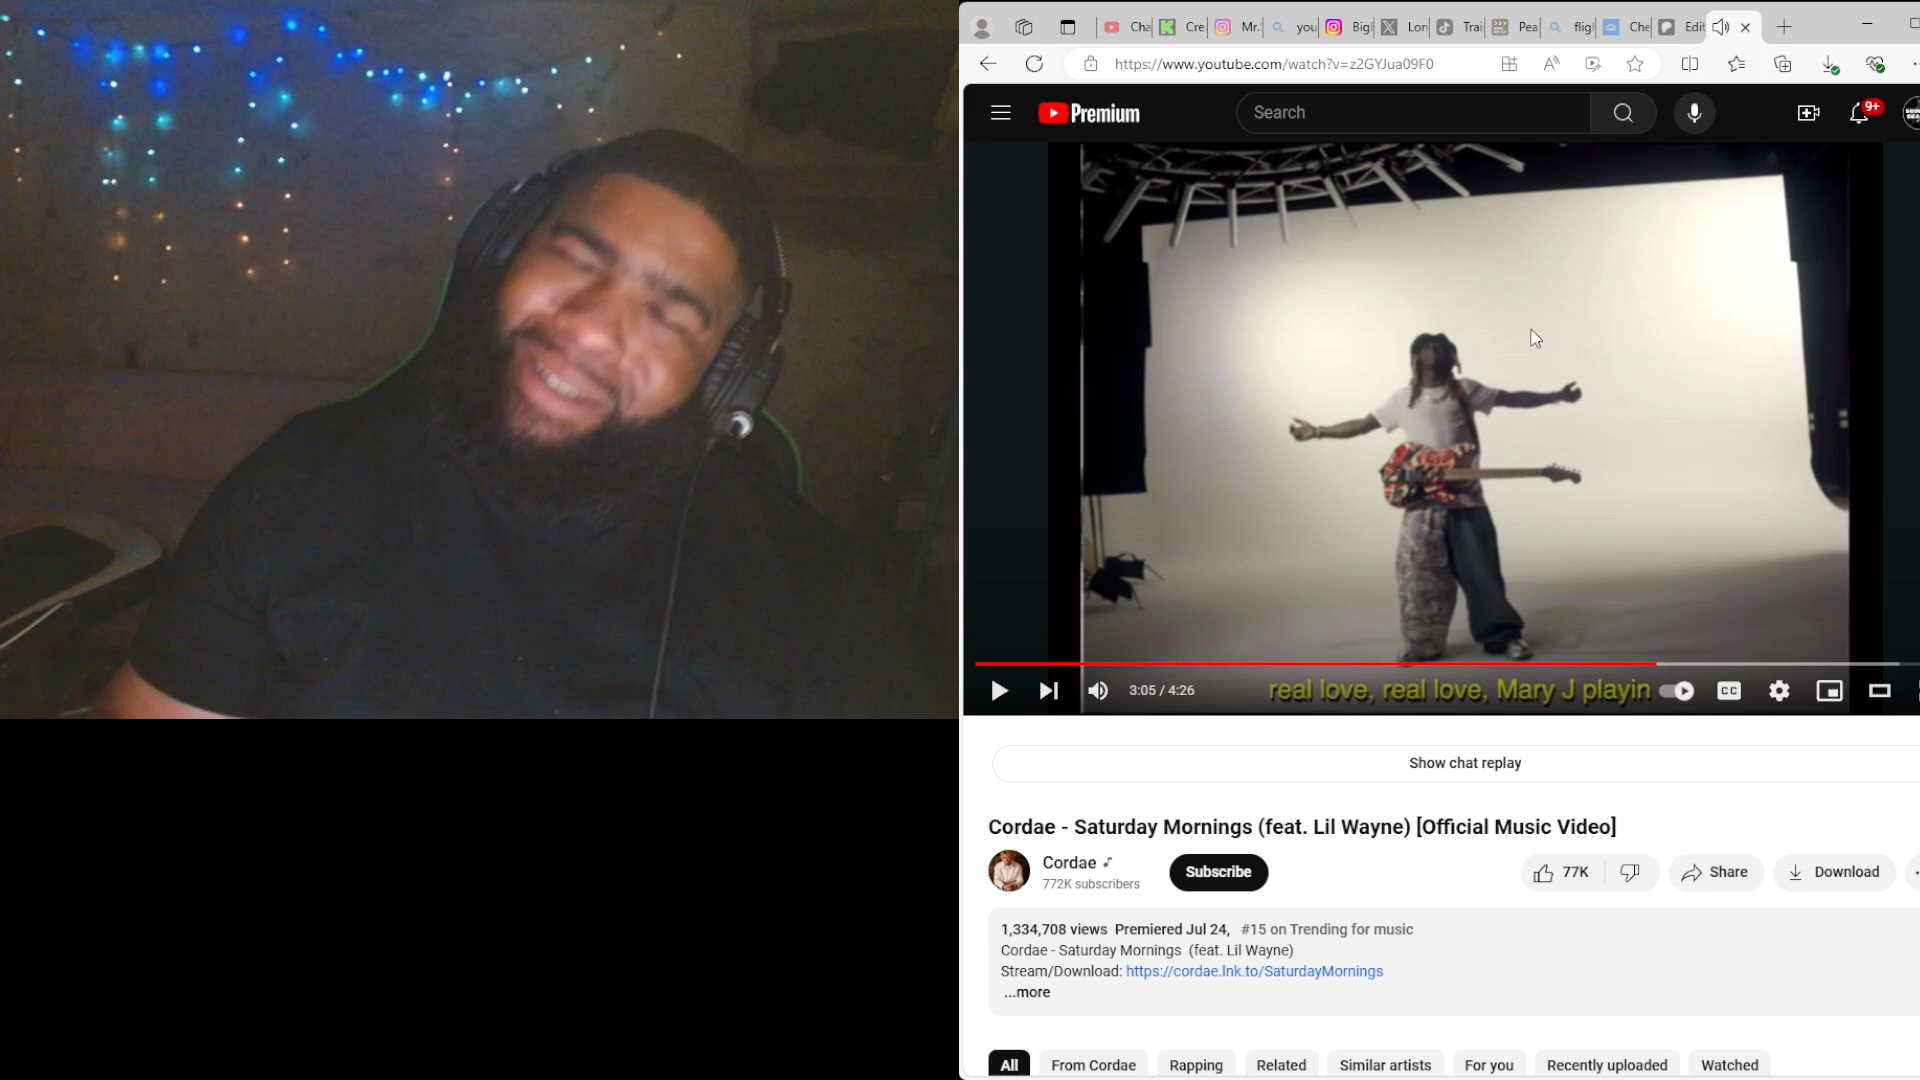 Cha
Cre
Mr.
you
Big
Lon
Trai
Pea
flig
Che
Edit
https://www.youtube.com/watch?v=z2GYJua09F0
Premium
Search
9+
3:05 / 4:26
real love, real love, Mary J playin
CC
Show chat replay
Cordae - Saturday Mornings (feat. Lil Wayne) [Official Music Video]
Cordae
772K subscribers
Subscribe
77K
Share
Download
1,334,708 views Premiered Jul 24, #15 on Trending for music
Cordae - Saturday Mornings (feat. Lil Wayne)
Stream/Download: https://cordae.lnk.to/SaturdayMornings
...more
All From Cordae Rapping Related Similar artists For you Recently uploaded Watched